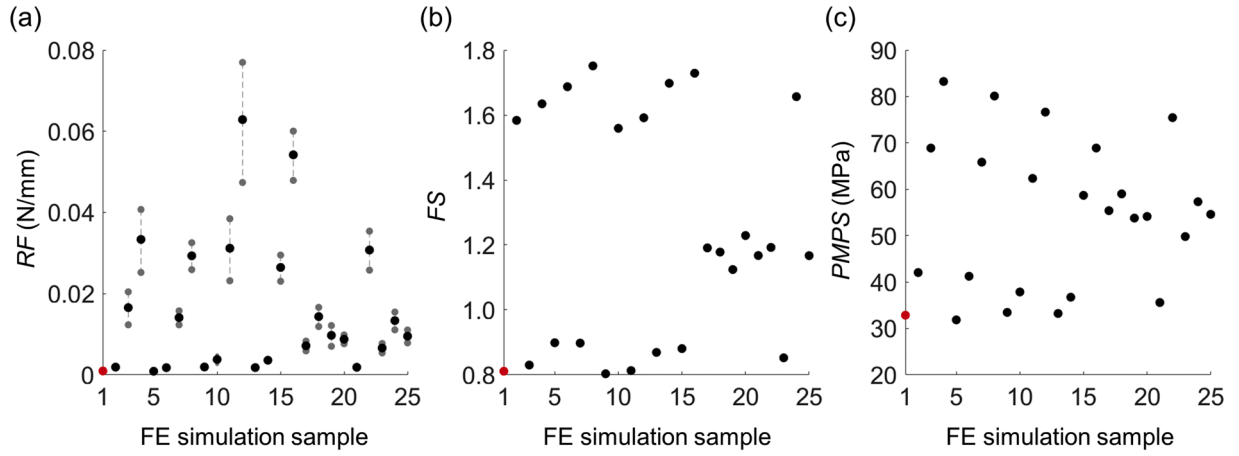 (a)
0.08
0.06
0.04
0.02
0
RF (N/mm)
1 5 10 15 20 25
FE simulation sample
(b)
1.8
1.6
1.4
1.2
1.0
0.8
FS
1 5 10 15 20 25
FE simulation sample
(c)
90
80
70
60
50
40
30
20
PMPS (MPa)
1 5 10 15 20 25
FE simulation sample